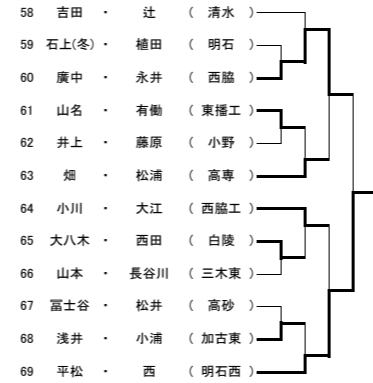 58 吉田 ・ 辻 ( 清水 )
59 石上(冬) ・ 植田 ( 明石 )
60 廣中 ・ 永井 ( 西脇 )
61 山名 ・ 有働 ( 東播工 )
62 井上 ・ 藤原 ( 小野 )
63 畑 ・ 松浦 ( 高専 )
64 小川 ・ 大江 ( 西脇工 )
65 大八木 ・ 西田 ( 白陵 )
66 山本 ・ 長谷川 ( 三木東 )
67 冨士谷 ・ 松井 ( 高砂 )
68 浅井 ・ 小浦 ( 加古東 )
69 平松 ・ 西 ( 明石西 )